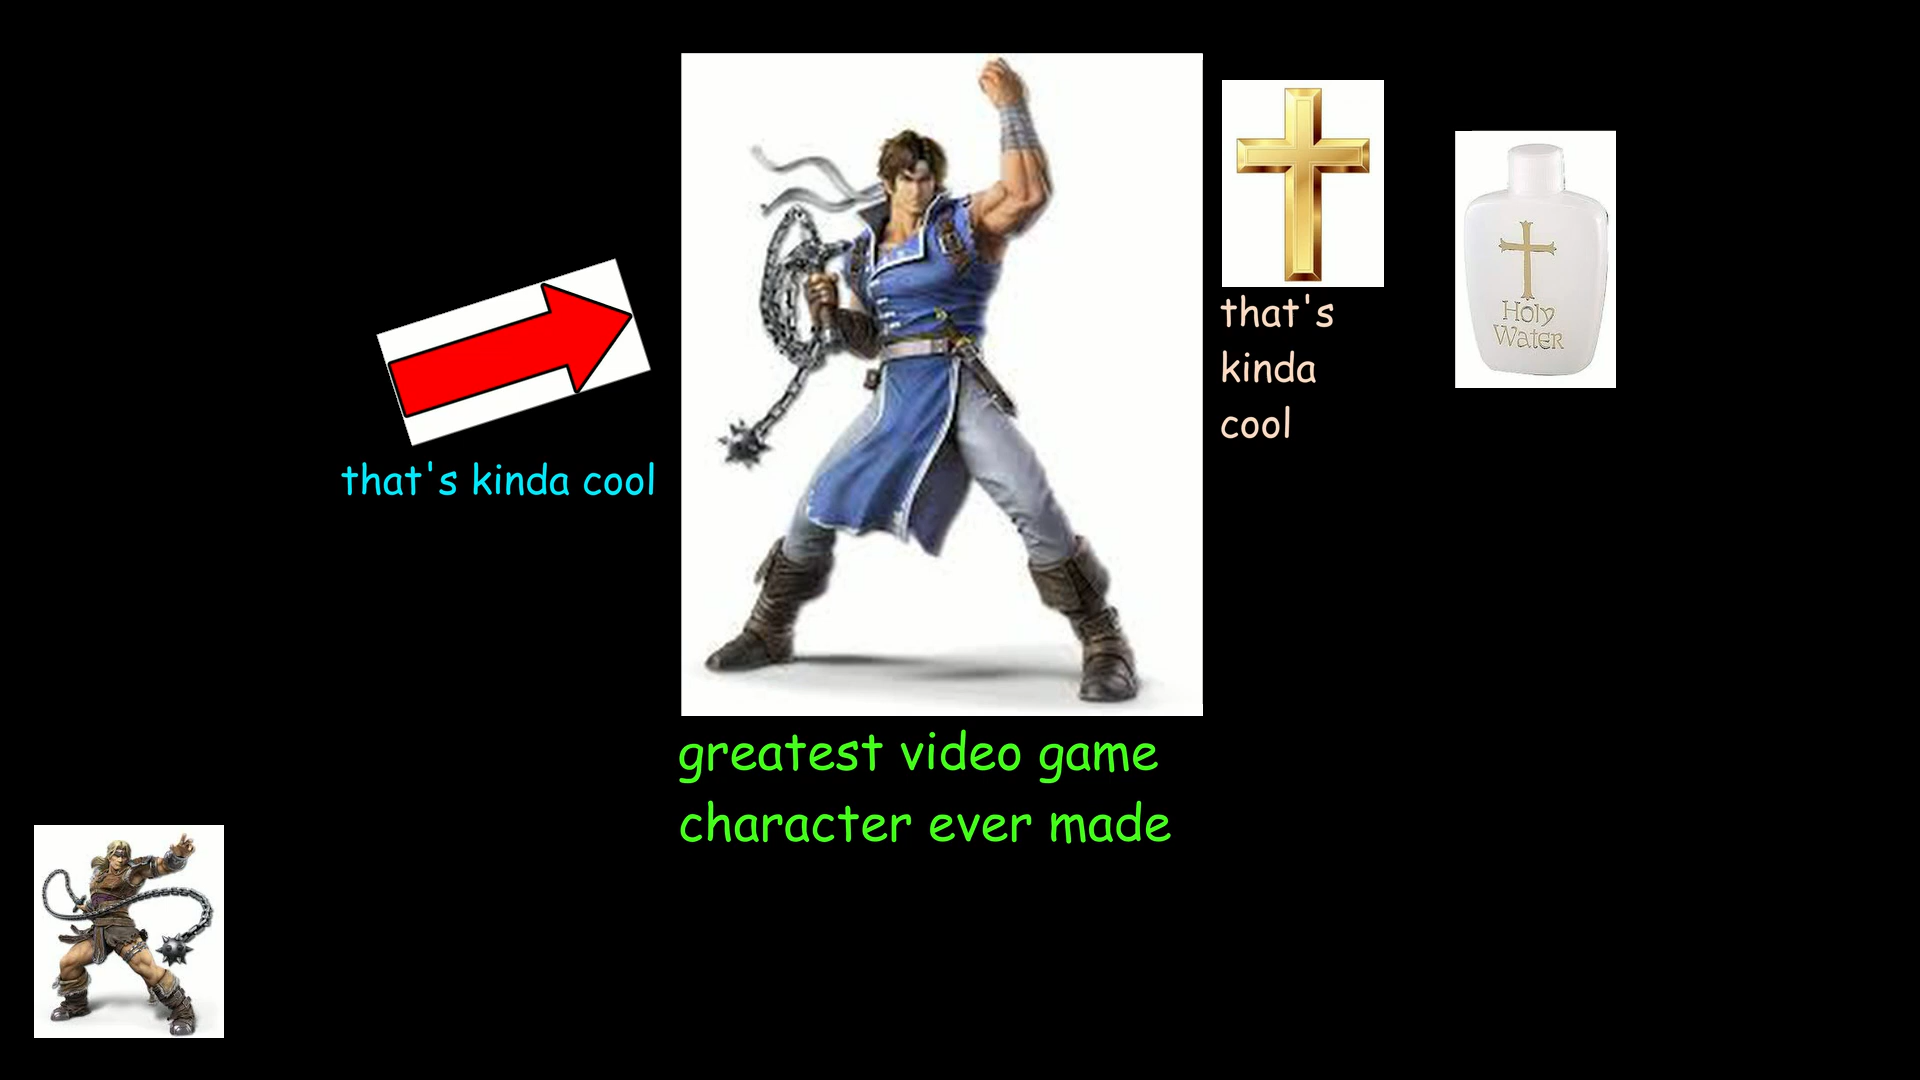 that's
kinda
cool
Holy
Water
that's kinda cool
greatest video game
character ever made